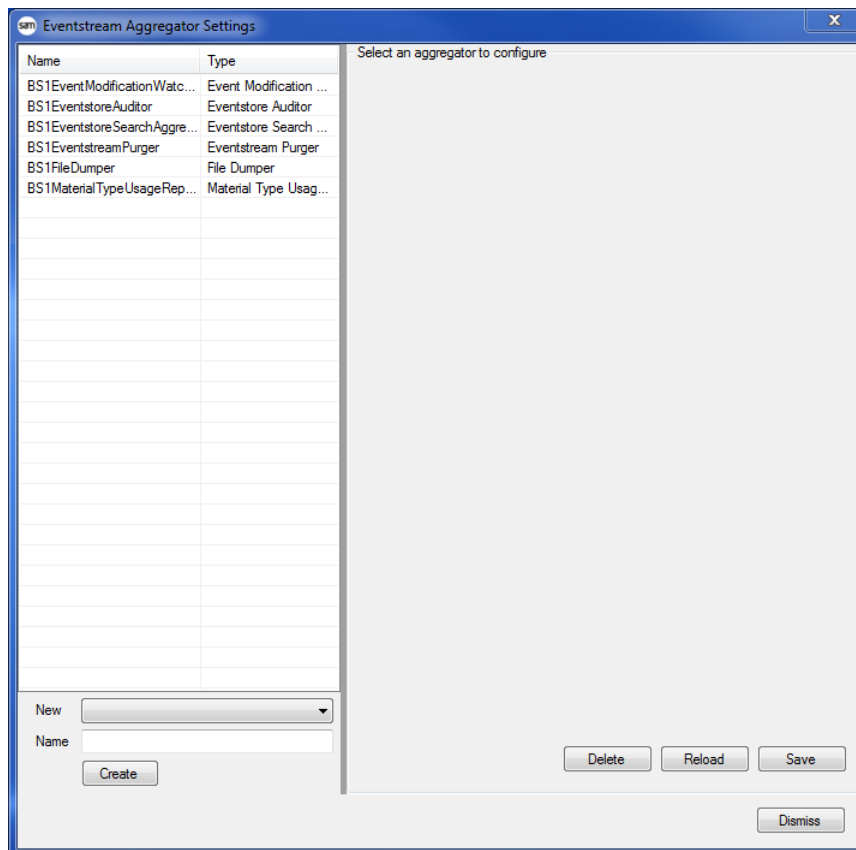 sam Eventstream Aggregator Settings X
Name Type
BS1EventModificationWatc... Event Modification ...
BS1EventstoreAuditor Eventstore Auditor
BS1EventstoreSearchAggre... Eventstore Search ...
BS1EventstreamPurger Eventstream Purger
BS1FileDumper File Dumper
BS1MaterialTypeUsageRep... Material Type Usag...
New
Name
Create
Select an aggregator to configure
Delete Reload Save
Dismiss